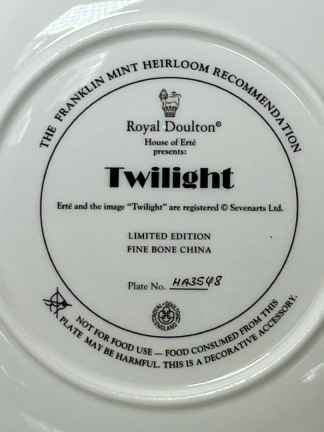 THE FRANKLIN MINT HEIRLOOM RECOMMENDATION
Royal Doulton®
House of Erté
presents:
Twilight
Erté and the image "Twilight" are registered © Sevenarts Ltd.
LIMITED EDITION
FINE BONE CHINA
Plate No. HA3548
NOT FOR FOOD USE — FOOD CONSUMED FROM THIS
PLATE MAY BE HARMFUL. THIS IS A DECORATIVE ACCESSORY.